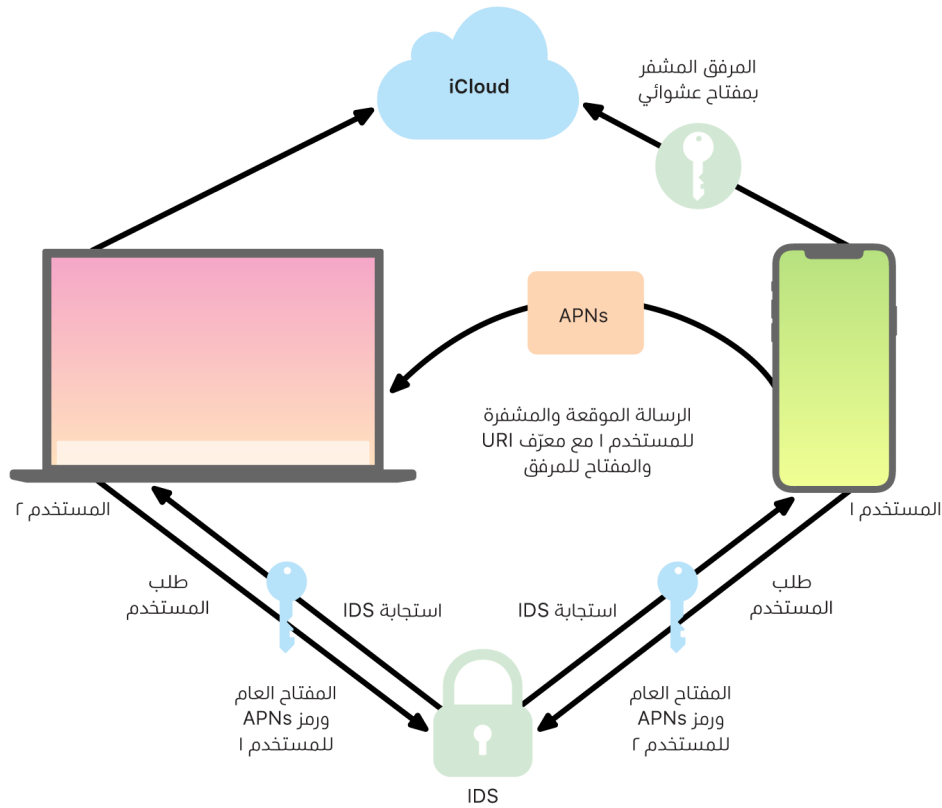 المرفق المشفر
بمفتاح عشوائي
iCloud
APNs
الرسالة الموقعة والمشفرة
للمستخدم ١ مع معرّف URI
والمفتاح للمرفق
المستخدم ١
المستخدم ٢
طلب
المستخدم
استجابة IDS
استجابة IDS
طلب
المستخدم
المفتاح العام
ورمز APNs
للمستخدم ٢
المفتاح العام
ورمز APNs
للمستخدم ١
IDS